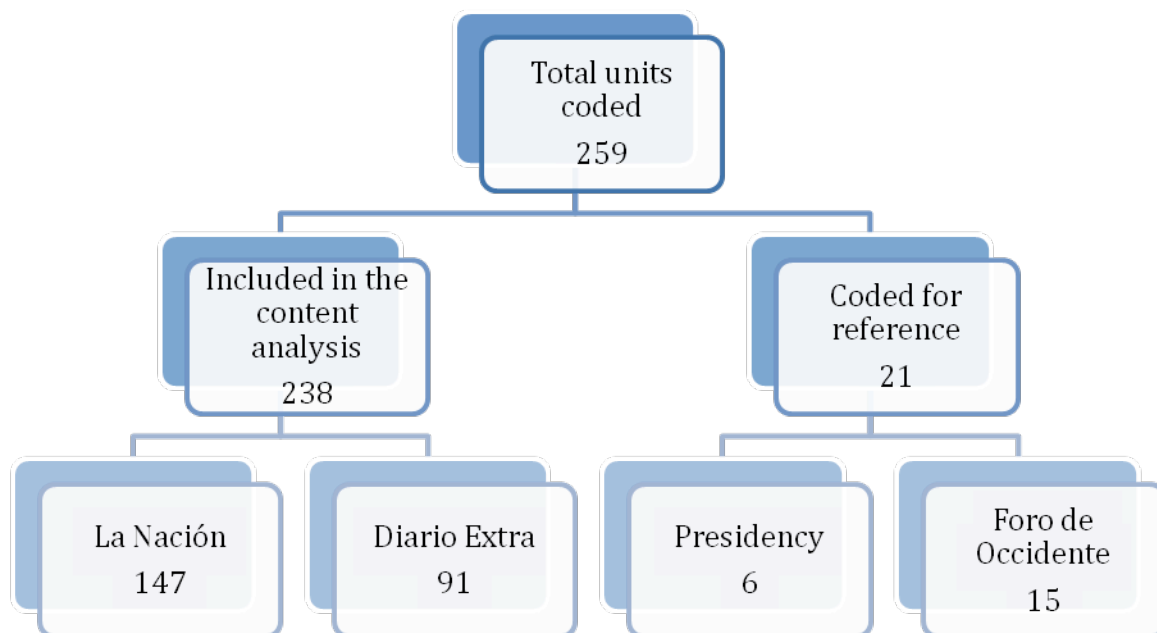 Total units
coded
259
Included in the
content
analysis
238
Coded for
reference
21
La Nación
147
Diario Extra
91
Presidency
6
Foro de
Occidente
15